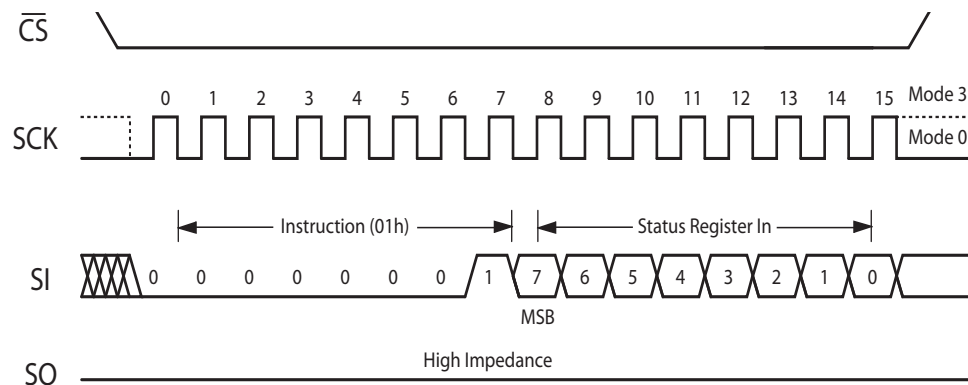 CS
0 1 2 3 4 5 6 7 8 9 10 11 12 13 14 15 Mode 3
SCK Mode 0
Instruction (01h) Status Register In
SI 0 0 0 0 0 0 0 1 7 6 5 4 3 2 1 0
MSB
High Impedance
SO